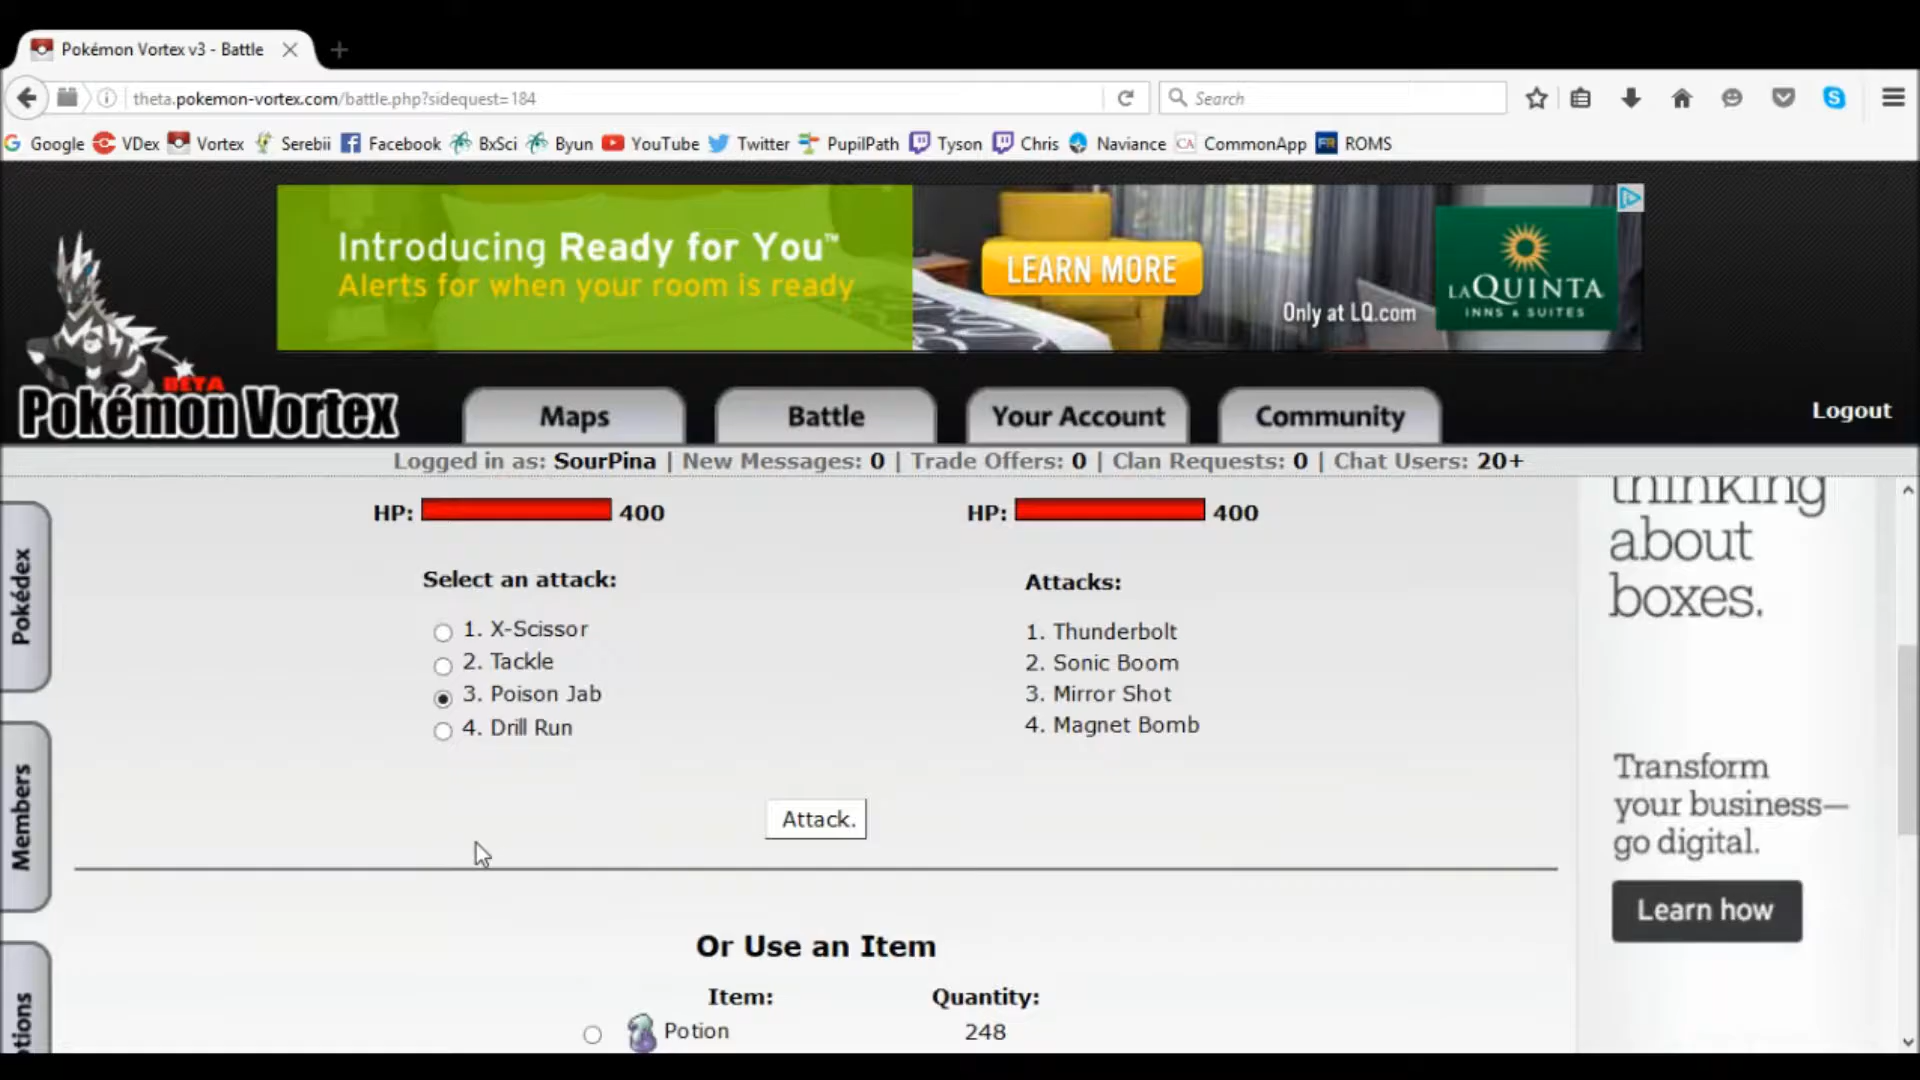 Pokémon Vortex v3 - Battle
theta.pokemon-vortex.com/battle.php?sidequest=184
Search
Google VDex Vortex Serebii Facebook BxSci Byun YouTube Twitter PupilPath Tyson Chris Naviance CA CommonApp FR ROMS
Introducing Ready for You™
Alerts for when your room is ready
LEARN MORE
Only at LQ.com
LAQUINTA
INNS & SUITES
BETA
Pokémon Vortex
Maps
Battle
Your Account
Community
Logout
Logged in as: SourPina | New Messages: 0 | Trade Offers: 0 | Clan Requests: 0 | Chat Users: 20+
Pokédex
Members
HP: 400
HP: 400
Select an attack:
1. X-Scissor
2. Tackle
3. Poison Jab
4. Drill Run
Attacks:
1. Thunderbolt
2. Sonic Boom
3. Mirror Shot
4. Magnet Bomb
Attack.
Or Use an Item
Item: Quantity:
Potion 248
thinking
about
boxes.
Transform
your business—
go digital.
Learn how